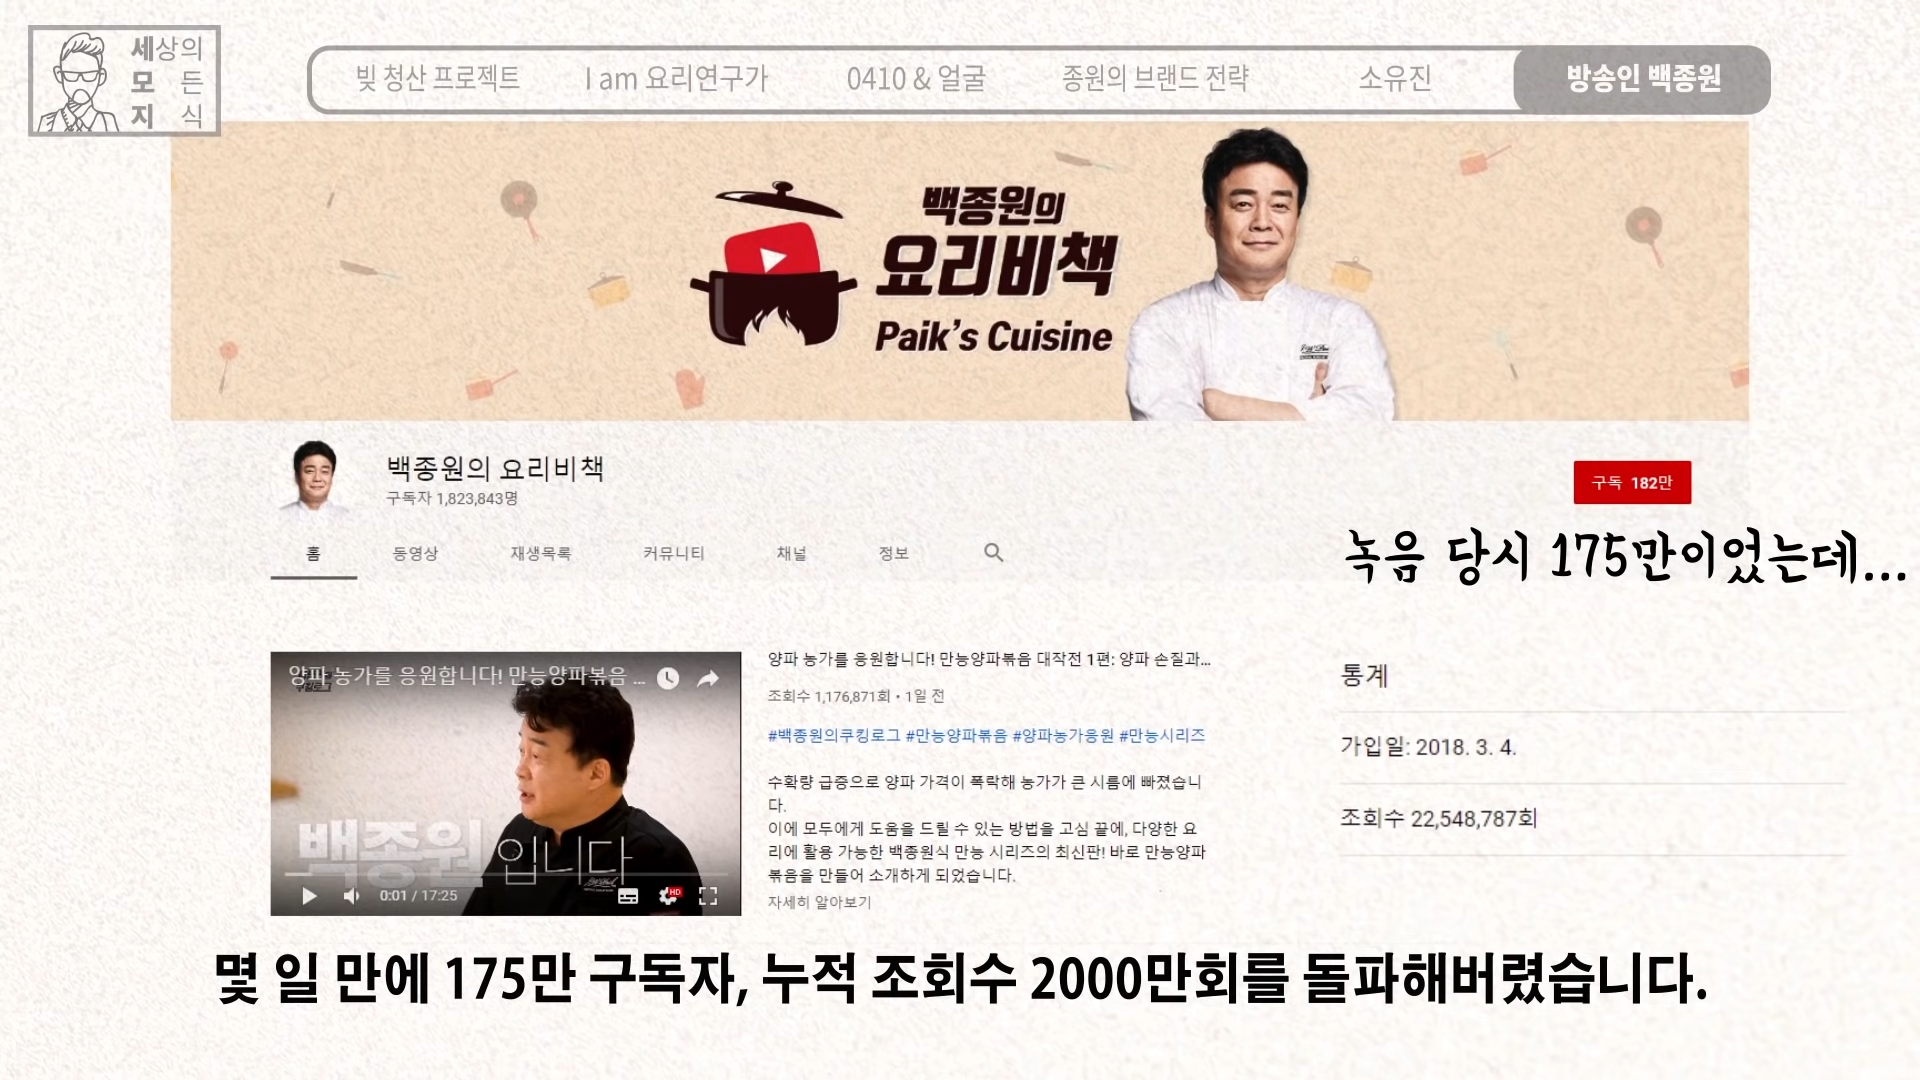 세상의
모든
지식
빚 청산 프로젝트
I am 요리연구가
0410 & 얼굴
종원의 브랜드 전략
소유진
방송인 백종원
백종원의
요리비책
Paik's Cuisine
백종원의 요리비책
구독자 1,823,843명
구독 182만
녹음 당시 175만이었는데...
홈
동영상
재생목록
커뮤니티
채널
정보
양파 농가를 응원합니다! 만능양파볶음 ...
쿠킹로그
백종원 입니다
0:01 / 17:25
HD
양파 농가를 응원합니다! 만능양파볶음 대작전 1편: 양파 손질과...
조회수 1,176,871회 • 1일 전
#백종원의쿠킹로그 #만능양파볶음 #양파농가응원 #만능시리즈
수확량 급증으로 양파 가격이 폭락해 농가가 큰 시름에 빠졌습니
다.
이에 모두에게 도움을 드릴 수 있는 방법을 고심 끝에, 다양한 요
리에 활용 가능한 백종원식 만능 시리즈의 최신판! 바로 만능양파
볶음을 만들어 소개하게 되었습니다.
자세히 알아보기
통계
가입일: 2018. 3. 4.
조회수 22,548,787회
몇 일 만에 175만 구독자, 누적 조회수 2000만회를 돌파해버렸습니다.